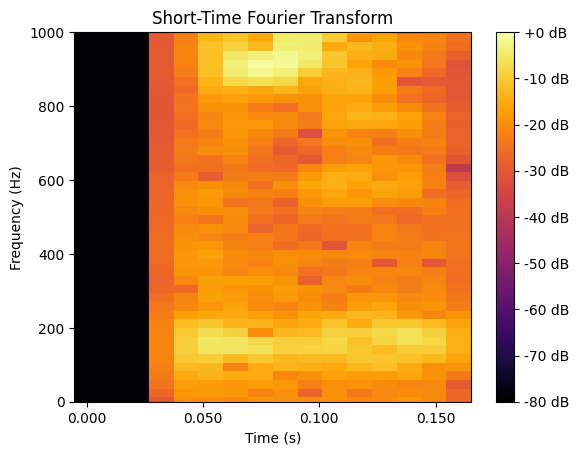 Short-Time Fourier Transform
1000
800
600
400
200
0
Frequency (Hz)
0.000
0.050
0.100
0.150
Time (s)
+0 dB
-10 dB
-20 dB
-30 dB
-40 dB
-50 dB
-60 dB
-70 dB
-80 dB